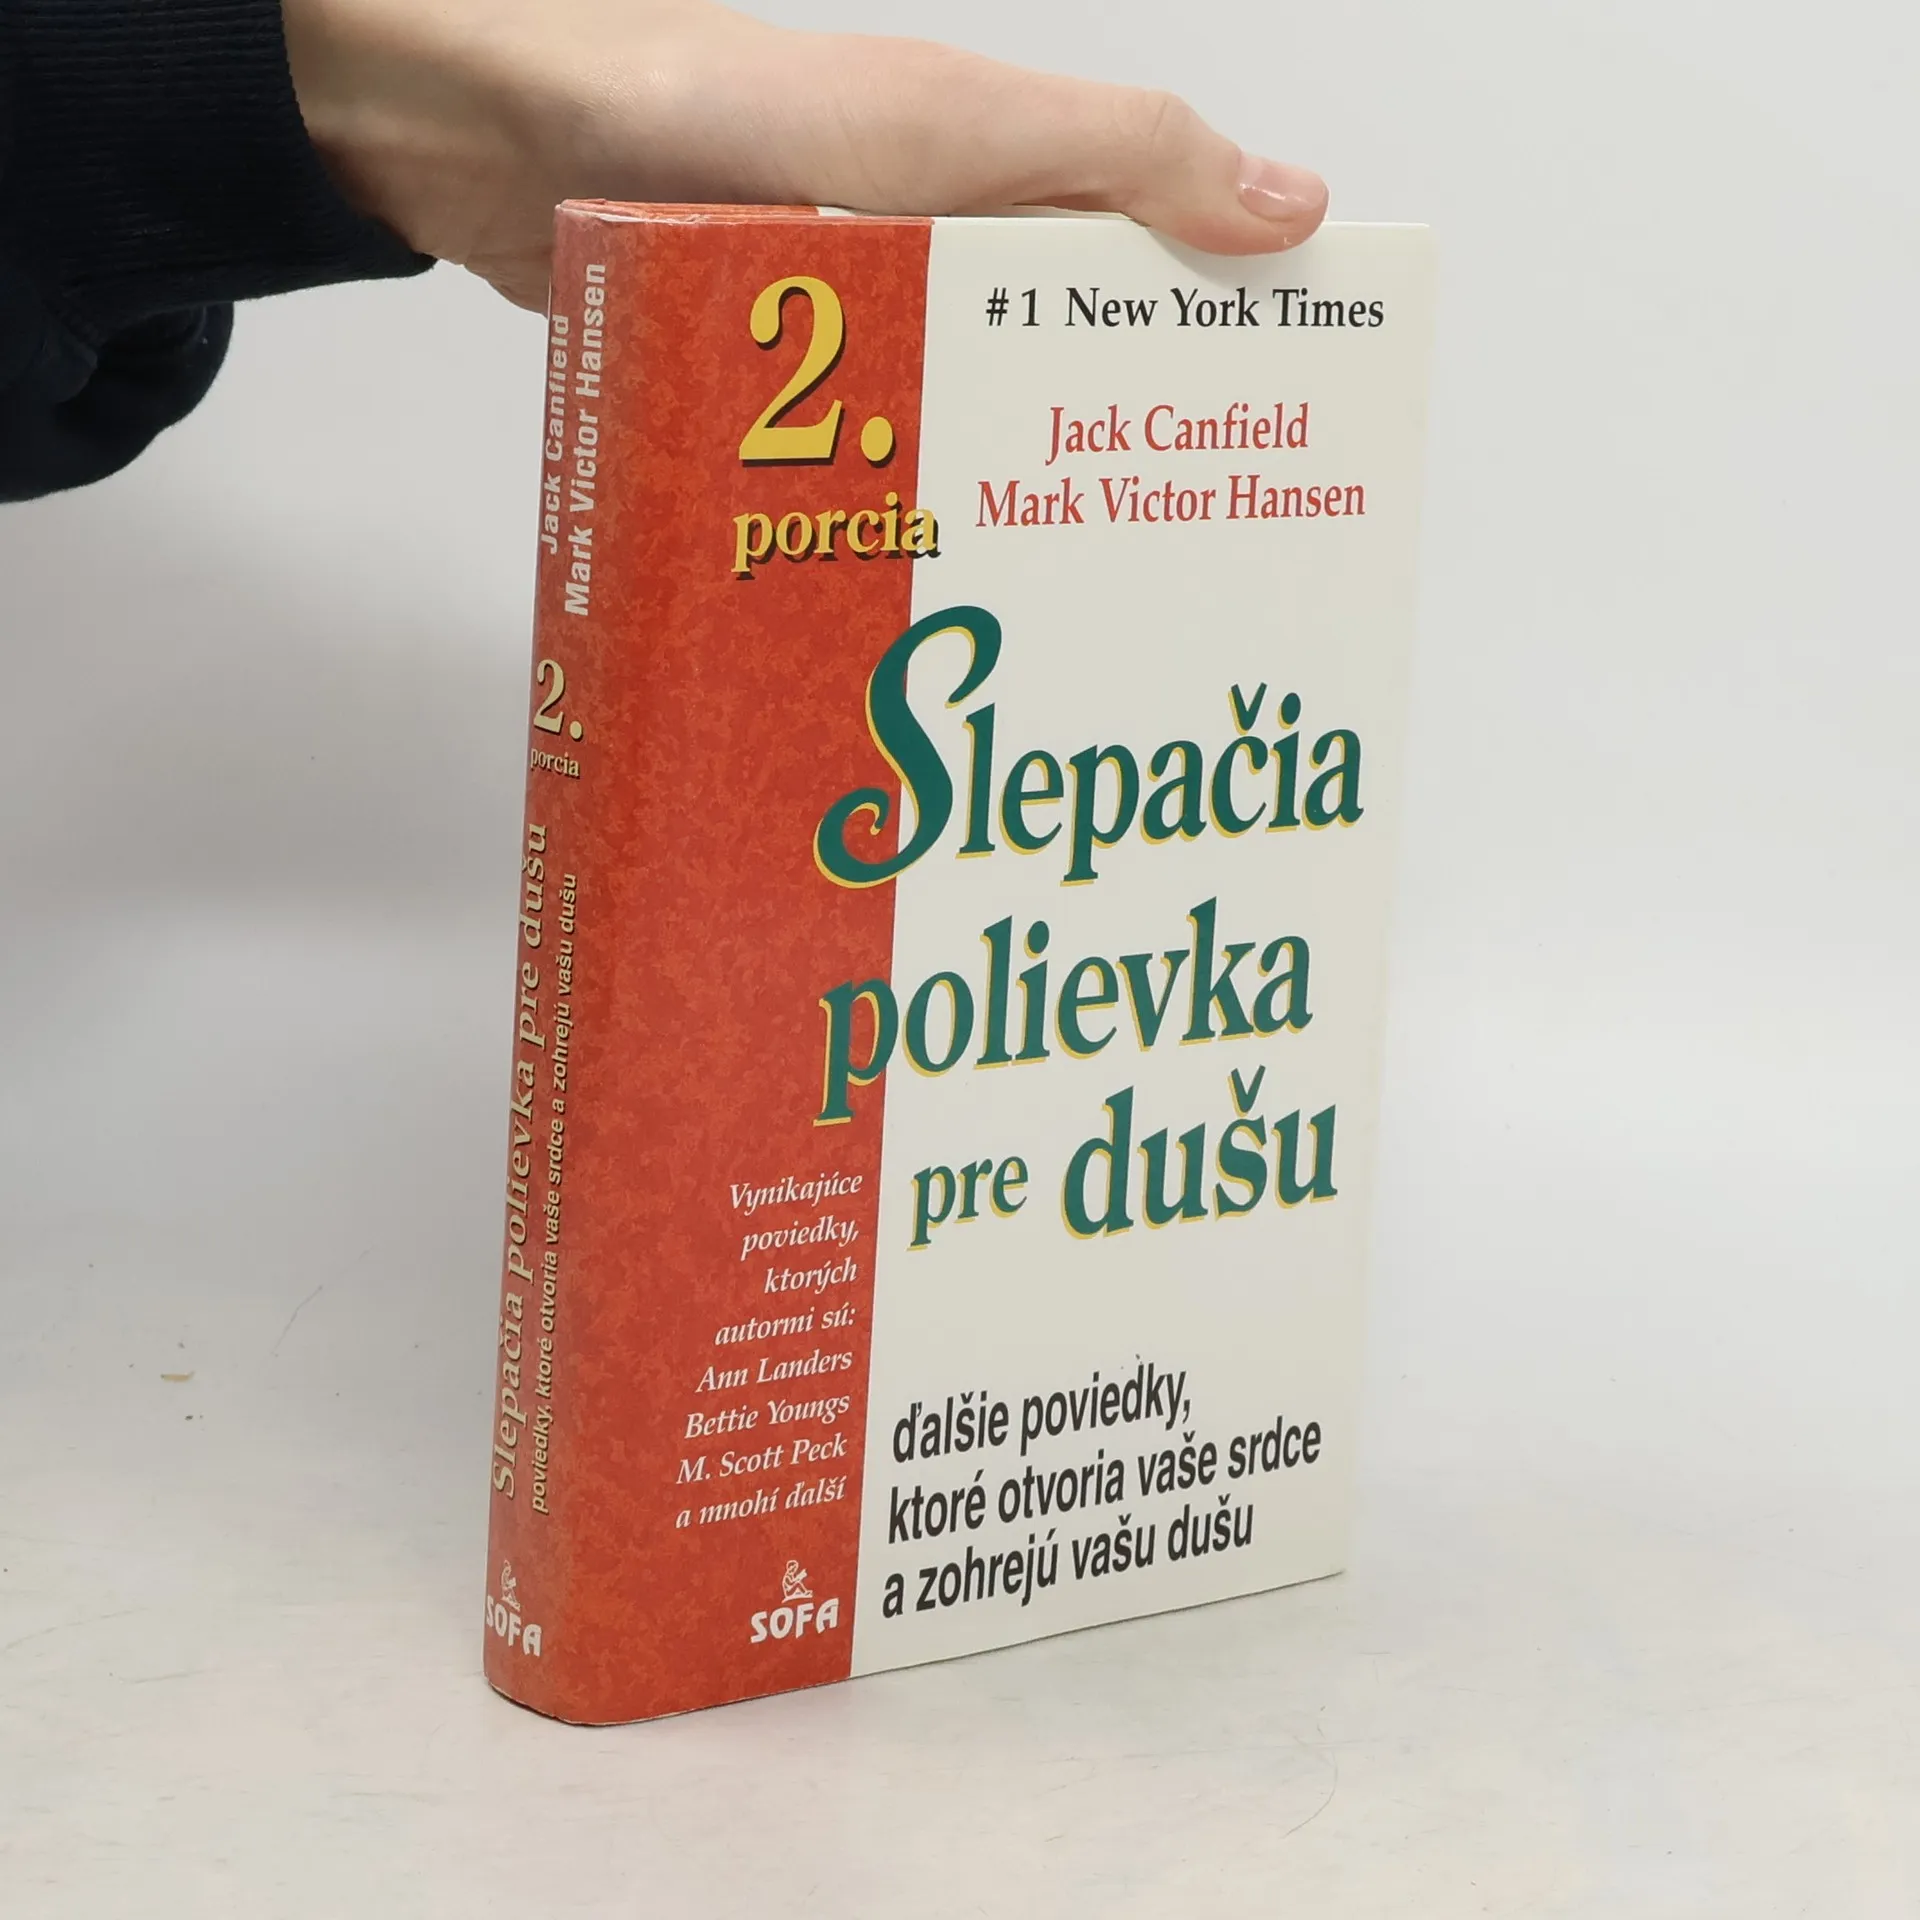 Jack Canfield
Mark Victor Hansen
2.
porcia
Slepačia polievka pre dušu
poviedky, ktoré otvoria vaše srdce a zohrejú vašu dušu
SOFA
2.
porcia
# 1 New York Times
Jack Canfield
Mark Victor Hansen
Slepačia
polievka
pre dušu
Vynikajúce
poviedky,
ktorých
autormi sú:
Ann Landers
Bettie Youngs
M. Scott Peck
a mnohí ďalší
ďalšie poviedky,
ktoré otvoria vaše srdce
a zohrejú vašu dušu
SOFA